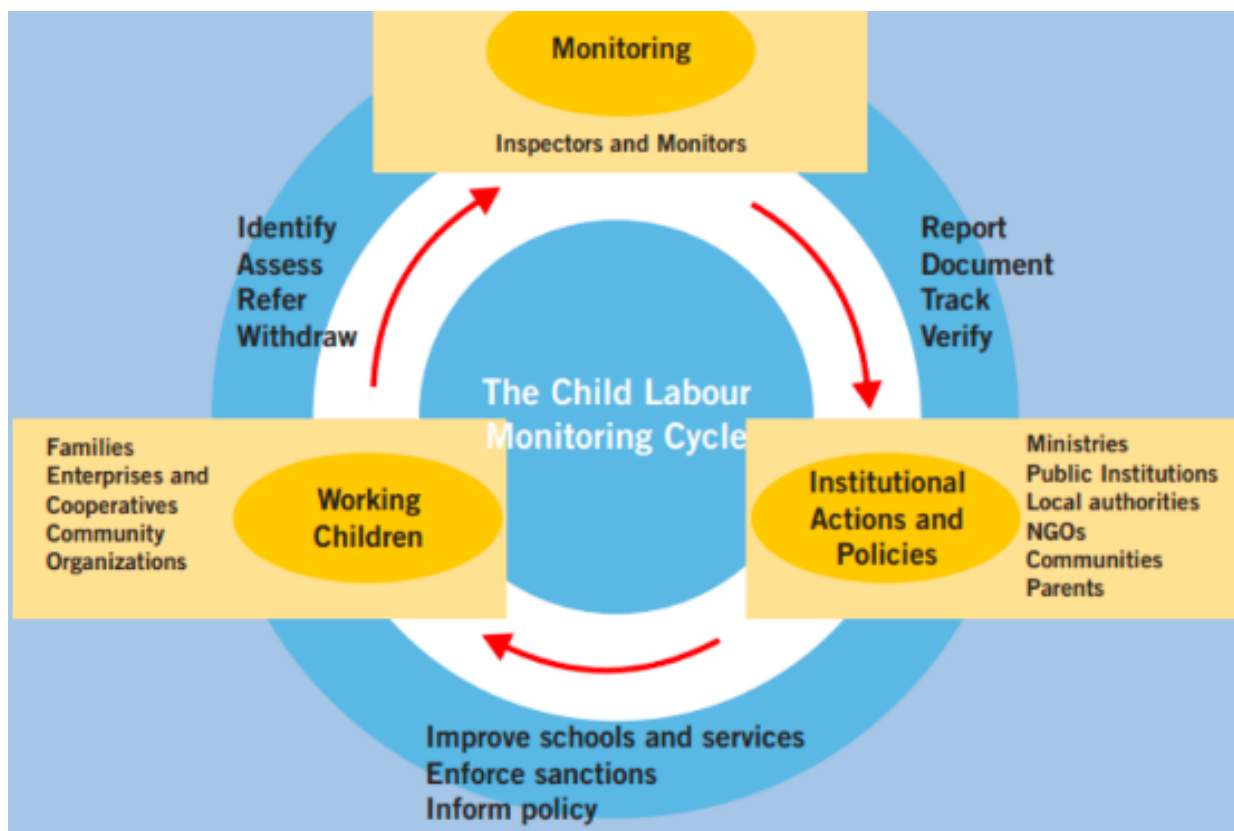 Monitoring
Inspectors and Monitors
Identify
Assess
Refer
Withdraw
Report
Document
Track
Verify
The Child Labour
Monitoring Cycle
Families
Enterprises and
Cooperatives
Community
Organizations
Working
Children
Institutional
Actions and
Policies
Ministries
Public Institutions
Local authorities
NGOs
Communities
Parents
Improve schools and services
Enforce sanctions
Inform policy